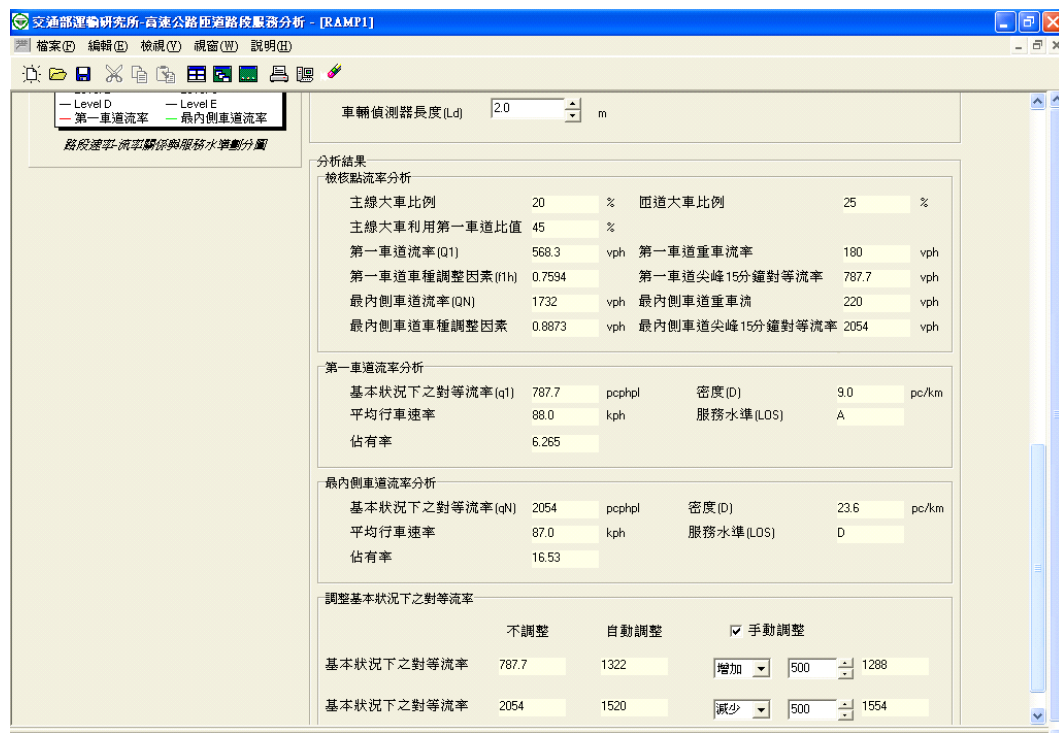 交通部運輸研究所-高速公路匝道路段服務分析 - [RAMP1]
檔案(F) 編輯(E) 檢視(V) 視窗(W) 說明(H)
Level D Level E
第一車道流率 最內側車道流率
路段速率-流率關係與服務水準劃分圖
車輛偵測器長度(Ld) 2.0 m
分析結果
檢核點流率分析
主線大車比例 20 % 匝道大車比例 25 %
主線大車利用第一車道比值 45 %
第一車道流率(Q1) 568.3 vph 第一車道重車流率 180 vph
第一車道車種調整因素(f1h) 0.7594 第一車道尖峰15分鐘對等流率 787.7 vph
最內側車道流率(QN) 1732 vph 最內側車道重車流 220 vph
最內側車道車種調整因素 0.8873 vph 最內側車道尖峰15分鐘對等流率 2054 vph
第一車道流率分析
基本狀況下之對等流率(q1) 787.7 pcphpl 密度(D) 9.0 pc/km
平均行車速率 88.0 kph 服務水準(LOS) A
佔有率 6.265
最內側車道流率分析
基本狀況下之對等流率(qN) 2054 pcphpl 密度(D) 23.6 pc/km
平均行車速率 87.0 kph 服務水準(LOS) D
佔有率 16.53
調整基本狀況下之對等流率
不調整 自動調整 手動調整
基本狀況下之對等流率 787.7 1322 增加 500 1288
基本狀況下之對等流率 2054 1520 減少 500 1554